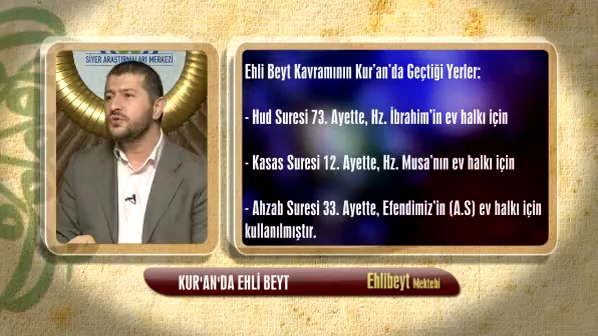 SİYER ARAŞTIRMALARI MERKEZİ
Ehli Beyt Kavramının Kur'an'da Geçtiği Yerler:
- Hud Suresi 73. Ayette, Hz. İbrahim'in ev halkı için
- Kasas Suresi 12. Ayette, Hz. Musa'nın ev halkı için
- Ahzab Suresi 33. Ayette, Efendimiz'in (A.S) ev halkı için
kullanılmıştır.
KUR'AN'DA EHLİ BEYT
Ehlibeyt Mektebi